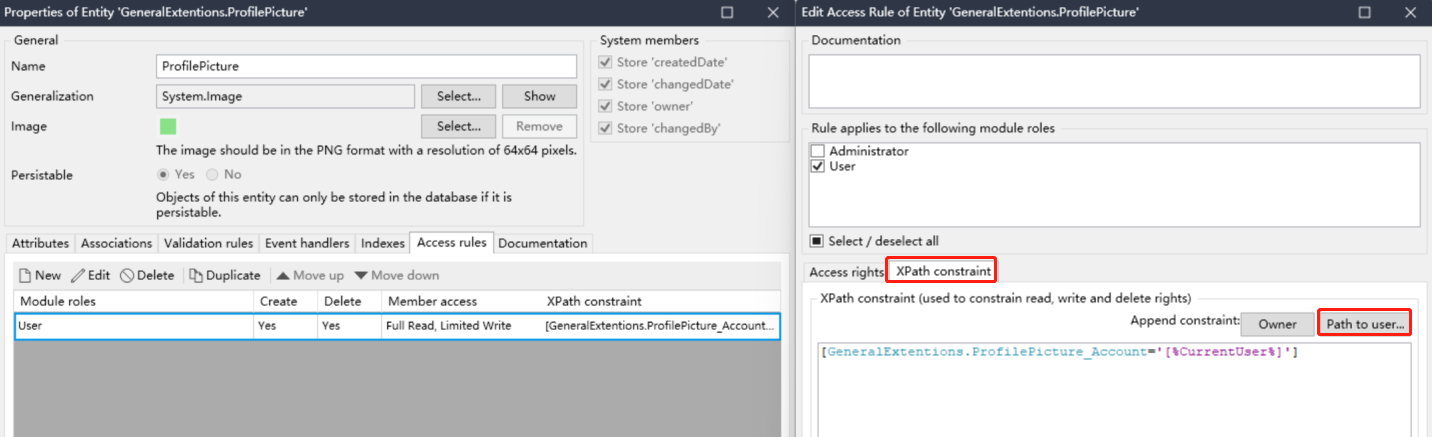 Properties of Entity 'GeneralExtentions.ProfilePicture'
General
Name
ProfilePicture
Generalization
System.Image
Select...
Show
Image
Select...
Remove
The image should be in the PNG format with a resolution of 64x64 pixels.
Persistable
Yes
No
Objects of this entity can only be stored in the database if it is
persistable.
System members
Store 'createdDate'
Store 'changedDate'
Store 'owner'
Store 'changedBy'
Attributes Associations Validation rules Event handlers Indexes Access rules Documentation
New Edit Delete Duplicate Move up Move down
Module roles Create Delete Member access XPath constraint
User Yes Yes Full Read, Limited Write [GeneralExtentions.ProfilePicture_Account...
Edit Access Rule of Entity 'GeneralExtentions.ProfilePicture'
Documentation
Rule applies to the following module roles
Administrator
User
Select / deselect all
Access rights XPath constraint
XPath constraint (used to constrain read, write and delete rights)
Append constraint: Owner Path to user...
[GeneralExtentions.ProfilePicture_Account='[%CurrentUser%]']